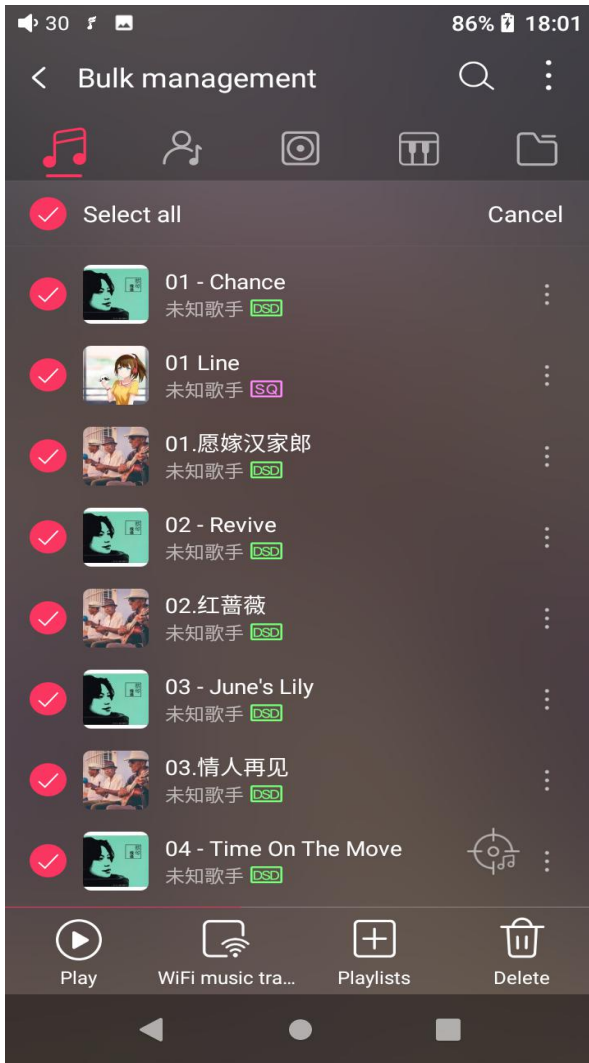 30 86% 18:01
Bulk management
Select all Cancel
01 - Chance
未知歌手 DSD
01 Line
未知歌手 SQ
01.愿嫁汉家郎
未知歌手 DSD
02 - Revive
未知歌手 DSD
02.红蔷薇
未知歌手 DSD
03 - June's Lily
未知歌手 DSD
03.情人再见
未知歌手 DSD
04 - Time On The Move
未知歌手 DSD
Play WiFi music tra... Playlists Delete